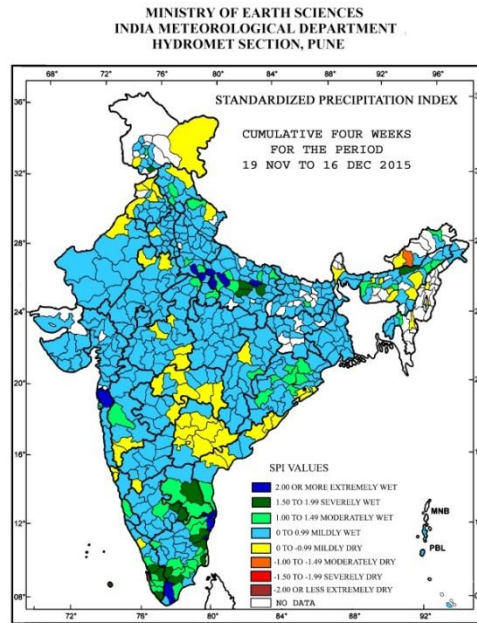 MINISTRY OF EARTH SCIENCES
INDIA METEOROLOGICAL DEPARTMENT
HYDROMET SECTION, PUNE
68° 72° 76° 80° 84° 88° 92° 96°
STANDARDIZED PRECIPITATION INDEX
CUMULATIVE FOUR WEEKS
FOR THE PERIOD
19 NOV TO 16 DEC 2015
36°
32°
28°
24°
20°
16°
12°
08°
SPI VALUES
2.00 OR MORE EXTREMELY WET
1.50 TO 1.99 SEVERELY WET
1.00 TO 1.49 MODERATELY WET
0 TO 0.99 MILDLY WET
0 TO -0.99 MILDLY DRY
-1.00 TO -1.49 MODERATELY DRY
-1.50 TO -1.99 SEVERELY DRY
-2.00 OR LESS EXTREMELY DRY
NO DATA
MNB
PBL
72° 76° 80° 84° 88° 92°